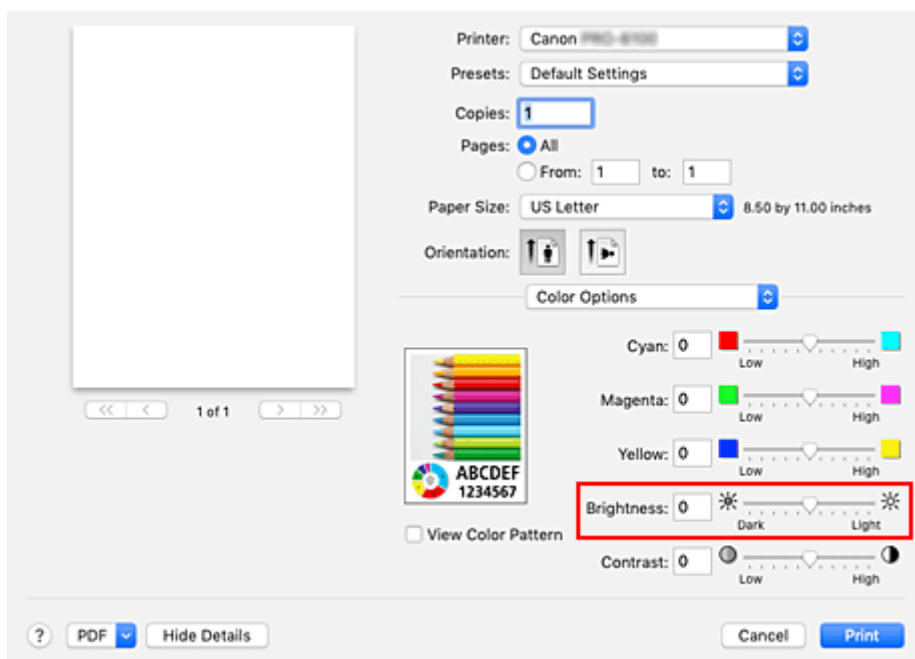 Printer: Canon
Presets: Default Settings
Copies: 1
Pages: All
From: 1 to: 1
Paper Size: US Letter 8.50 by 11.00 inches
Orientation:
Color Options
Cyan: 0
Low High
Magenta: 0
Low High
Yellow: 0
Low High
Brightness: 0
Dark Light
Contrast: 0
Low High
ABCDEF
1234567
View Color Pattern
<< < 1 of 1 > >>
? PDF Hide Details Cancel Print